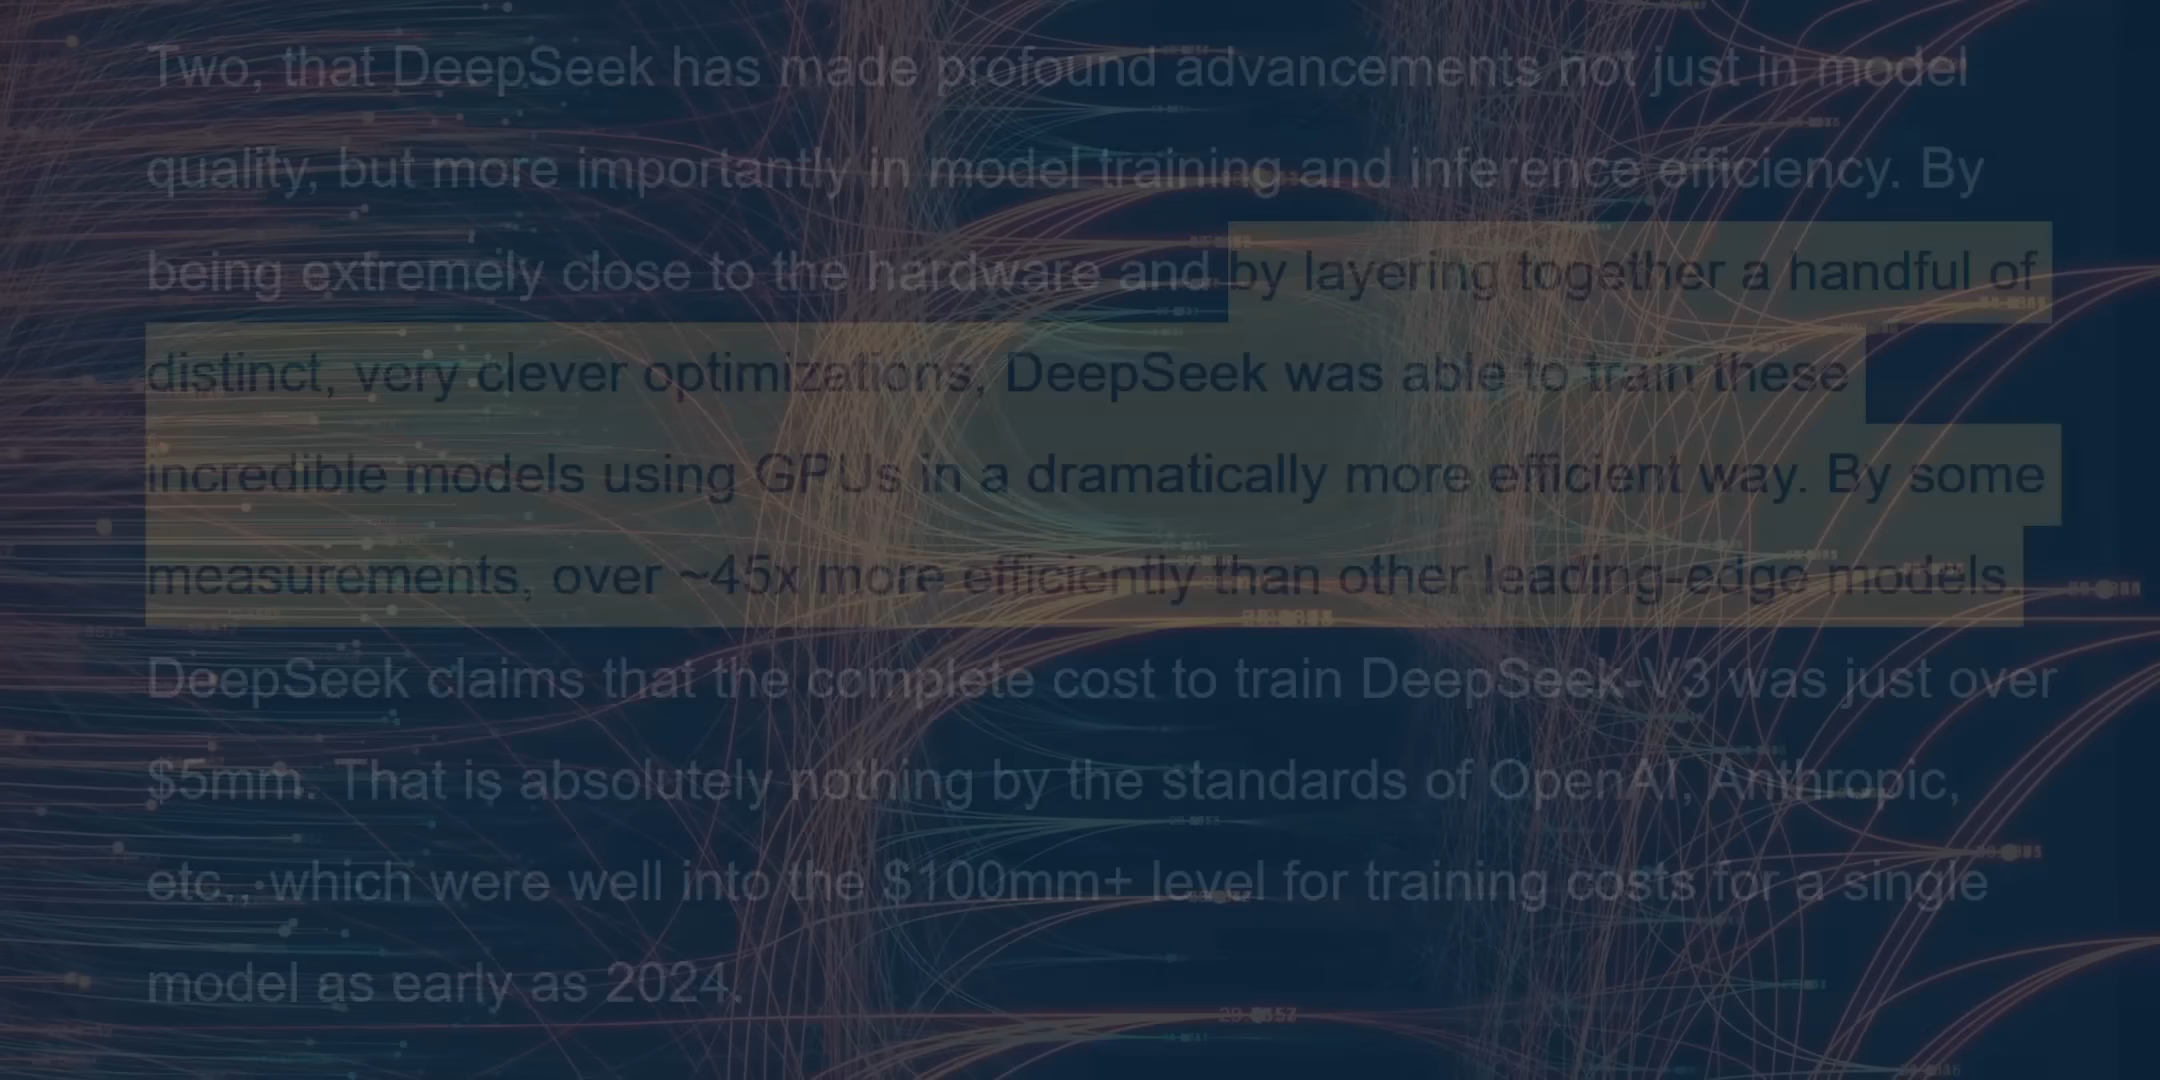 Two, that DeepSeek has made profound advancements not just in model
quality, but more importantly in model training and inference efficiency. By
being extremely close to the hardware and by layering together a handful of
distinct, very clever optimizations, DeepSeek was able to train these
incredible models using GPUs in a dramatically more efficient way. By some
measurements, over ~45x more efficiently than other leading-edge models.
DeepSeek claims that the complete cost to train DeepSeek-V3 was just over
$5mm. That is absolutely nothing by the standards of OpenAI, Anthropic,
etc., which were well into the $100mm+ level for training costs for a single
model as early as 2024.